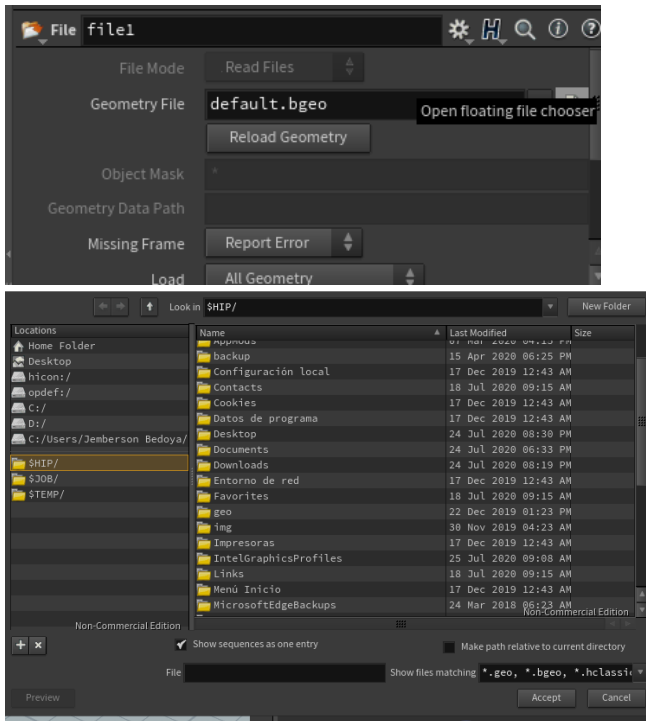 File file1
File Mode Read Files
Geometry File default.bgeo
Open floating file chooser
Reload Geometry
Object Mask *
Geometry Data Path
Missing Frame Report Error
Load All Geometry
Look in $HIP/ New Folder
Locations
Home Folder
Desktop
hicon:/
opdef:/
C:/
D:/
C:/Users/Jemberson Bedoya/
$HIP/
$JOB/
$TEMP/
Name Last Modified Size
AppMods 07 Mar 2020 04:15 PM
backup 15 Apr 2020 06:25 PM
Configuración local 17 Dec 2019 12:43 AM
Contacts 18 Jul 2020 09:15 AM
Cookies 17 Dec 2019 12:43 AM
Datos de programa 17 Dec 2019 12:43 AM
Desktop 24 Jul 2020 08:30 PM
Documents 24 Jul 2020 06:33 PM
Downloads 24 Jul 2020 08:19 PM
Entorno de red 17 Dec 2019 12:43 AM
Favorites 18 Jul 2020 09:15 AM
geo 22 Dec 2019 01:23 PM
img 30 Nov 2019 04:23 AM
Impresoras 17 Dec 2019 12:43 AM
IntelGraphicsProfiles 25 Jul 2020 09:08 AM
Links 18 Jul 2020 09:15 AM
Menú Inicio 17 Dec 2019 12:43 AM
MicrosoftEdgeBackups 24 Mar 2018 06:23 AM
Non-Commercial Edition
Non-Commercial Edition
Show sequences as one entry
Make path relative to current directory
File
Show files matching *.geo, *.bgeo, *.hclassic
Preview Accept Cancel